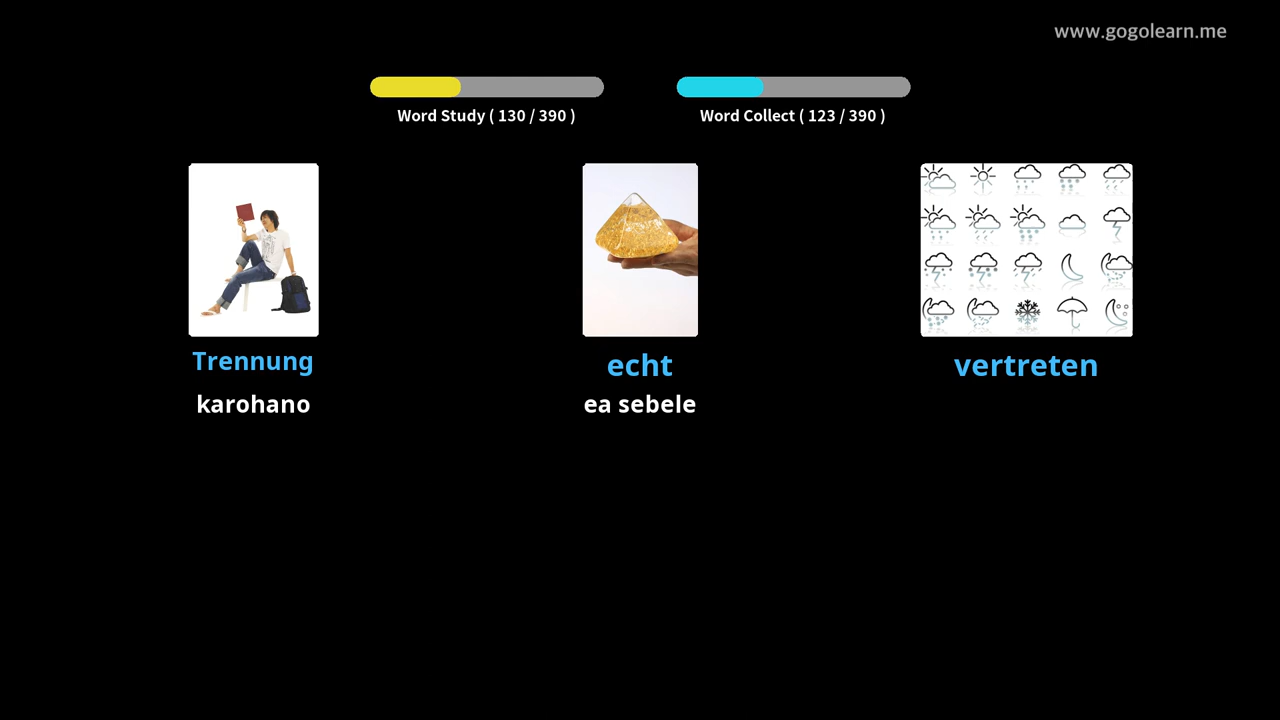 www.gogolearn.me
Word Study ( 130 / 390 )
Word Collect ( 123 / 390 )
Trennung
echt
vertreten
karohano
ea sebele